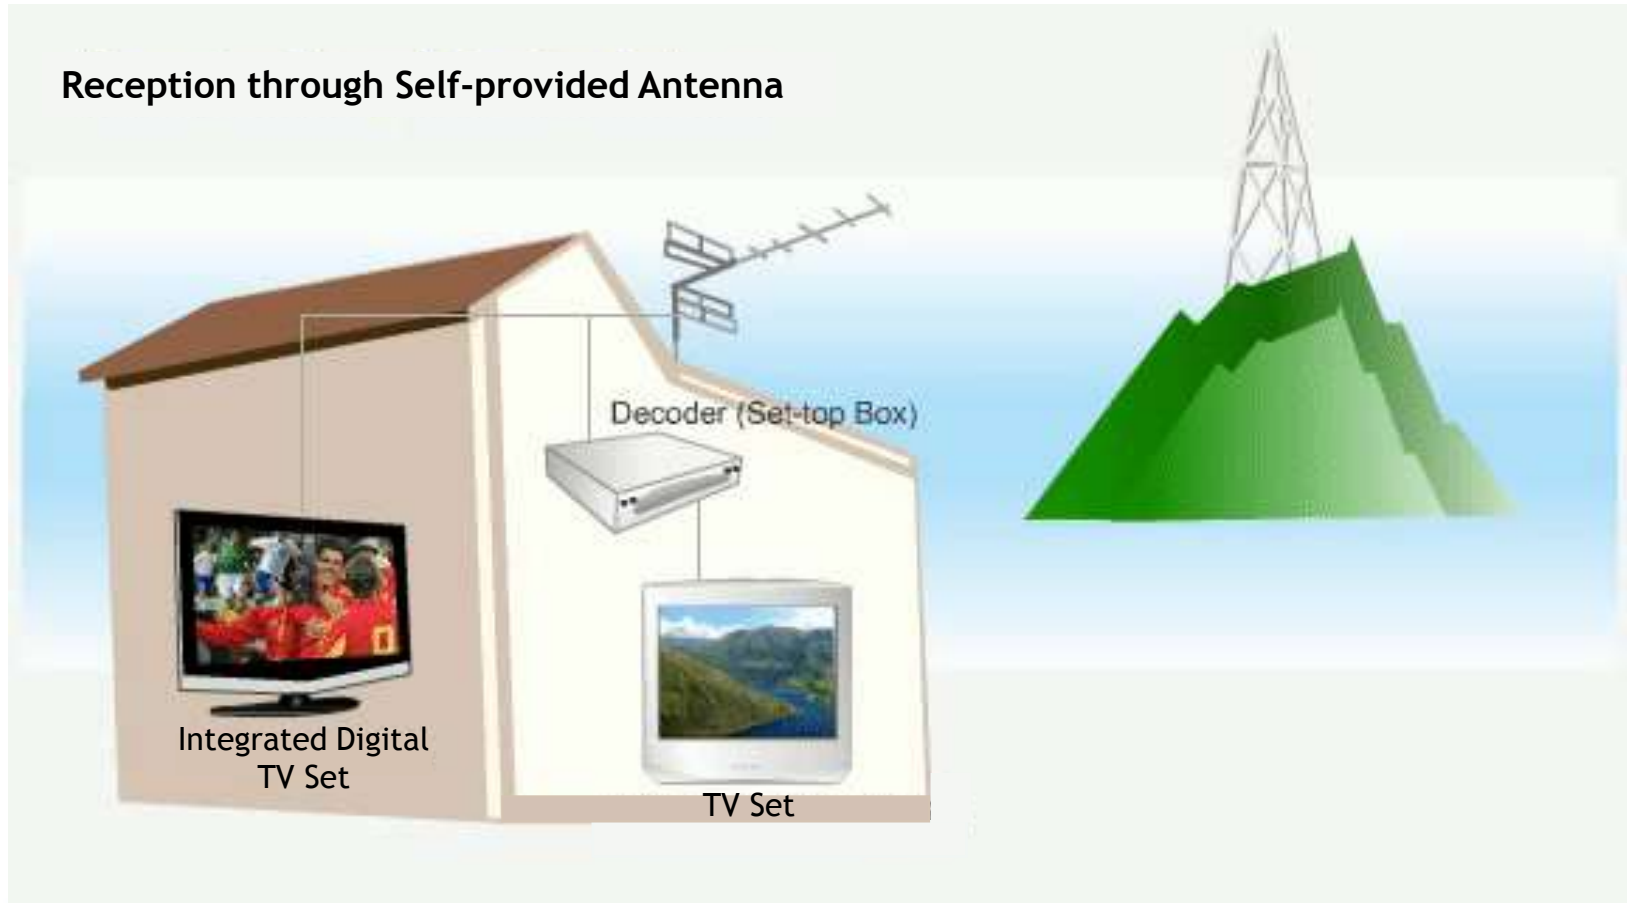 Reception through Self-provided Antenna
Decoder (Set-top Box)
Integrated Digital
TV Set
TV Set